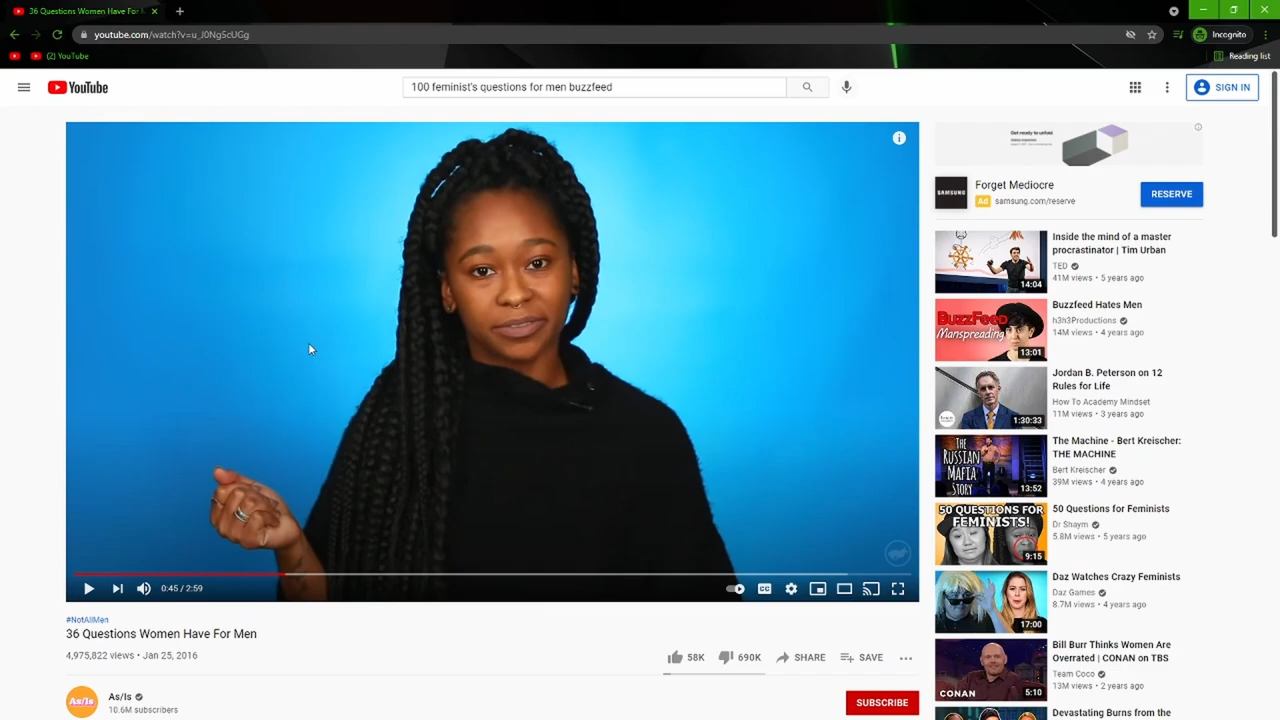 36 Questions Women Have For M
youtube.com/watch?v=u_J0Ng5cUGg
Incognito
(2) YouTube
Reading list
YouTube
100 feminist's questions for men buzzfeed
SIGN IN
Get ready to unfold
SAMSUNG
Forget Mediocre
Ad samsung.com/reserve
RESERVE
14:04
Inside the mind of a master
procrastinator | Tim Urban
TED
41M views • 5 years ago
BuzzFeed
Manspreading
13:01
Buzzfeed Hates Men
h3h3Productions
14M views • 4 years ago
1:30:33
Jordan B. Peterson on 12
Rules for Life
How To Academy Mindset
11M views • 3 years ago
THE
RUSSIAN
MAFIA
STORY
13:52
The Machine - Bert Kreischer:
THE MACHINE
Bert Kreischer
39M views • 4 years ago
50 QUESTIONS FOR
FEMINISTS!
9:15
50 Questions for Feminists
Dr Shaym
5.8M views • 5 years ago
17:00
Daz Watches Crazy Feminists
Daz Games
8.7M views • 4 years ago
CONAN
5:10
Bill Burr Thinks Women Are
Overrated | CONAN on TBS
Team Coco
13M views • 2 years ago
Devastating Burns from the
0:45 / 2:59
CC
#NotAllMen
36 Questions Women Have For Men
4,975,822 views • Jan 25, 2016
58K
690K
SHARE
SAVE
As/Is
As/Is
10.6M subscribers
SUBSCRIBE